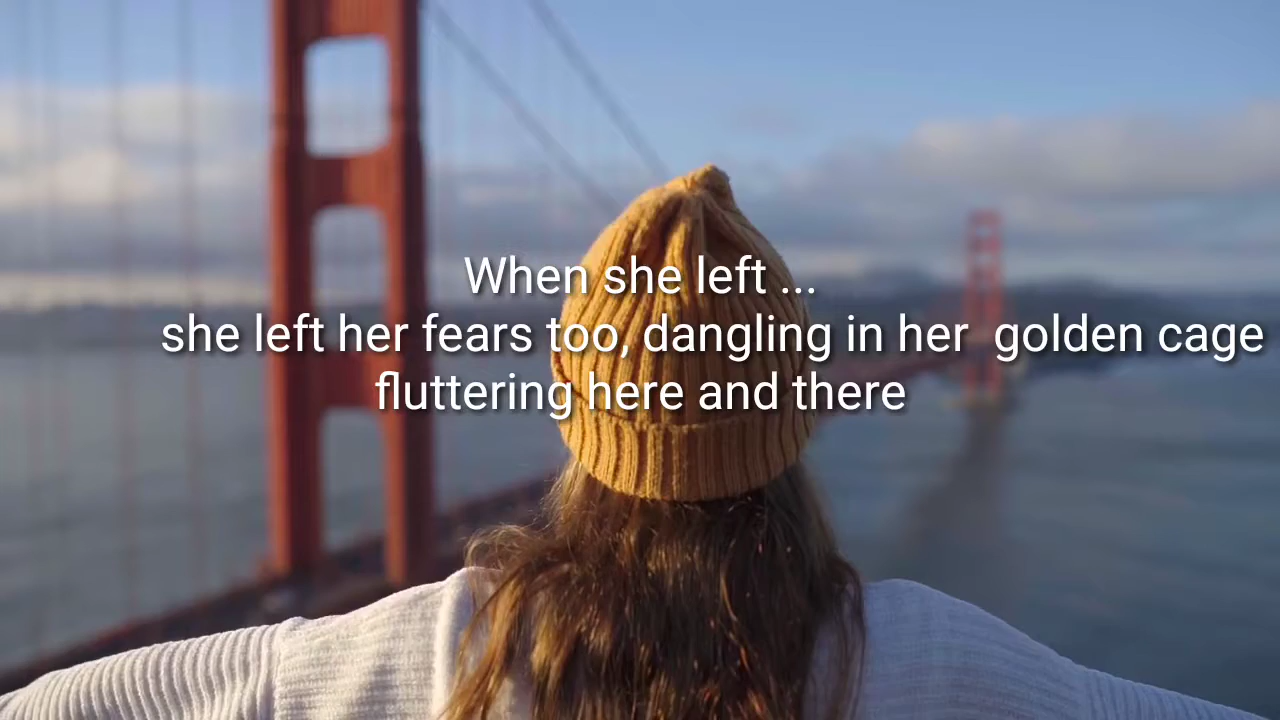 When she left ...
she left her fears too, dangling in her  golden cage
fluttering here and there